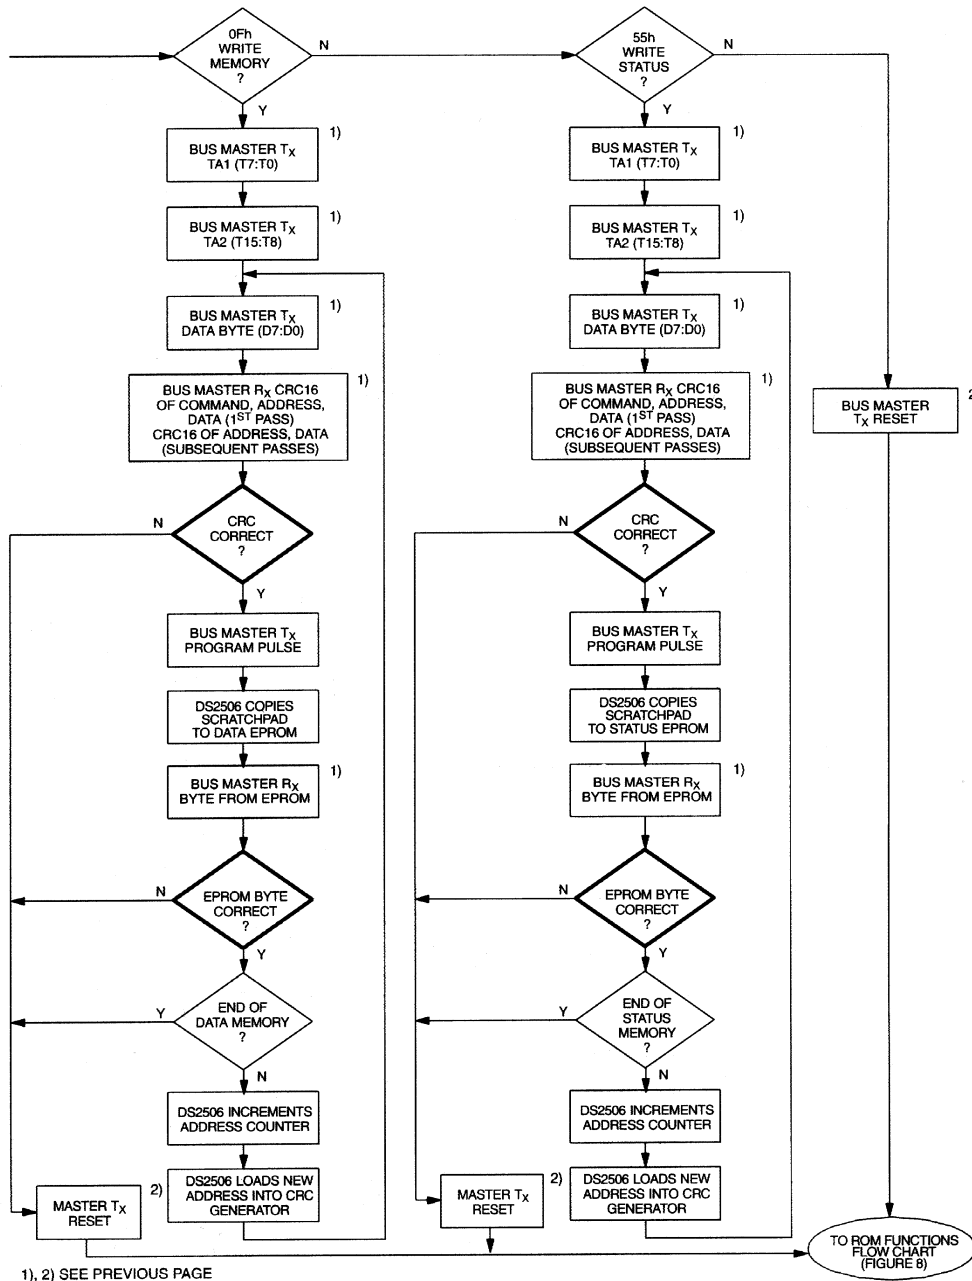 0Fh
WRITE
MEMORY
?
N
Y
1)
BUS MASTER TX
TA1 (T7:T0)
1)
BUS MASTER TX
TA2 (T15:T8)
1)
BUS MASTER TX
DATA BYTE (D7:D0)
1)
BUS MASTER RX CRC16
OF COMMAND, ADDRESS,
DATA (1ST PASS)
CRC16 OF ADDRESS, DATA
(SUBSEQUENT PASSES)
1)
CRC
CORRECT
?
N
Y
BUS MASTER TX
PROGRAM PULSE
DS2506 COPIES
SCRATCHPAD
TO DATA EPROM
BUS MASTER RX
BYTE FROM EPROM
1)
EPROM BYTE
CORRECT
?
N
Y
END OF
DATA MEMORY
?
Y
N
DS2506 INCREMENTS
ADDRESS COUNTER
DS2506 LOADS NEW
ADDRESS INTO CRC
GENERATOR
MASTER TX
RESET
2)
55h
WRITE
STATUS
?
N
Y
BUS MASTER TX
TA1 (T7:T0)
1)
BUS MASTER TX
TA2 (T15:T8)
1)
BUS MASTER TX
DATA BYTE (D7:D0)
1)
BUS MASTER RX CRC16
OF COMMAND, ADDRESS,
DATA (1ST PASS)
CRC16 OF ADDRESS, DATA
(SUBSEQUENT PASSES)
1)
CRC
CORRECT
?
N
Y
BUS MASTER TX
PROGRAM PULSE
DS2506 COPIES
SCRATCHPAD
TO STATUS EPROM
BUS MASTER RX
BYTE FROM EPROM
1)
EPROM BYTE
CORRECT
?
N
Y
END OF
STATUS
MEMORY
?
Y
N
DS2506 INCREMENTS
ADDRESS COUNTER
DS2506 LOADS NEW
ADDRESS INTO CRC
GENERATOR
MASTER TX
RESET
2)
BUS MASTER
TX RESET
2
TO ROM FUNCTIONS
FLOW CHART
(FIGURE 8)
1), 2) SEE PREVIOUS PAGE